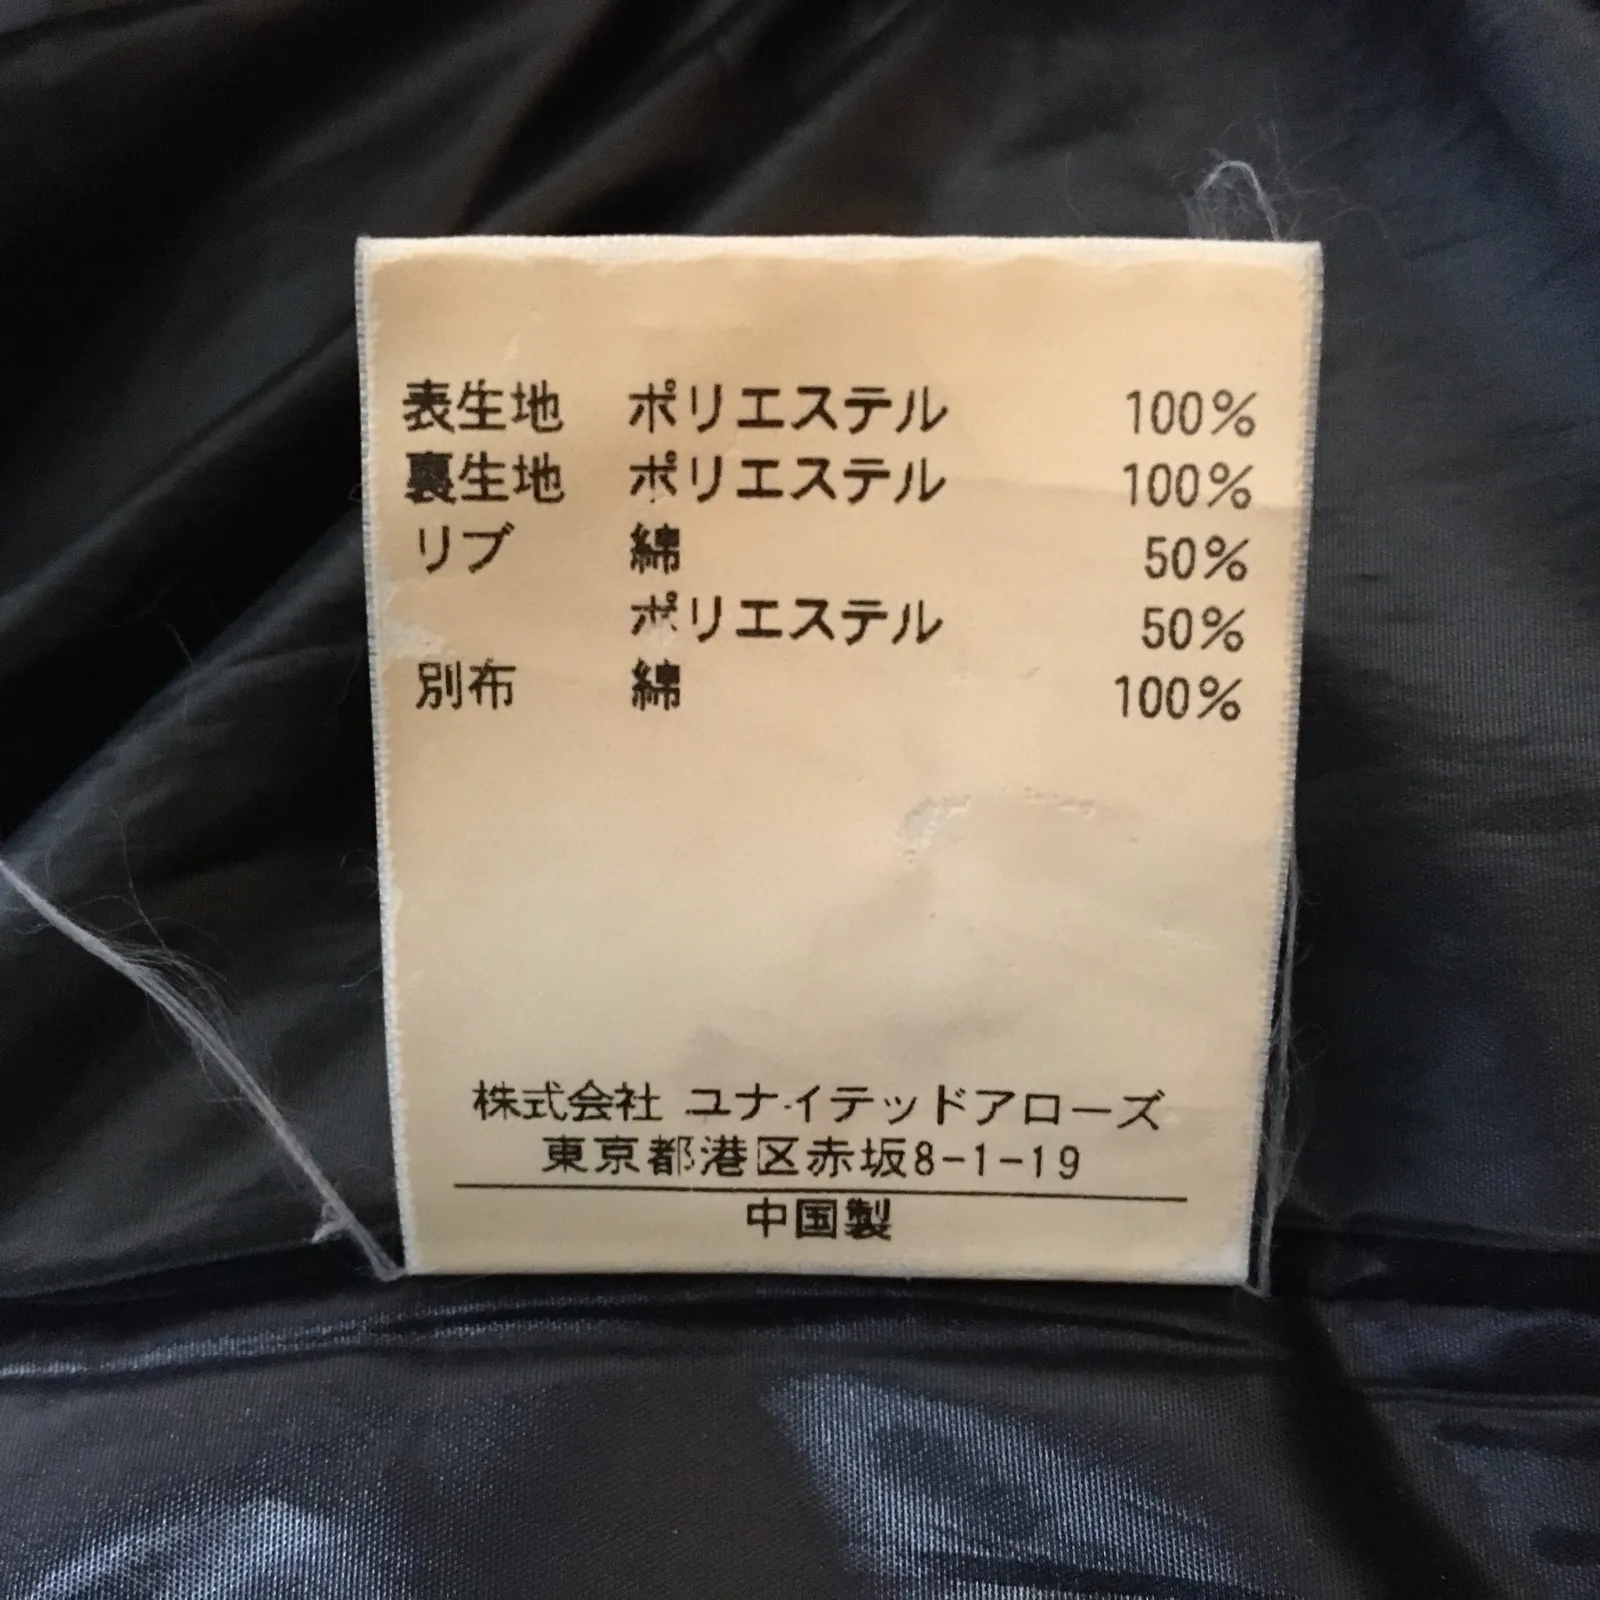 表生地 ポリエステル 100%
裏生地 ポリエステル 100%
リブ 綿 50%
ポリエステル 50%
別布 綿 100%
株式会社 ユナイテッドアローズ
東京都港区赤坂8-1-19
中国製